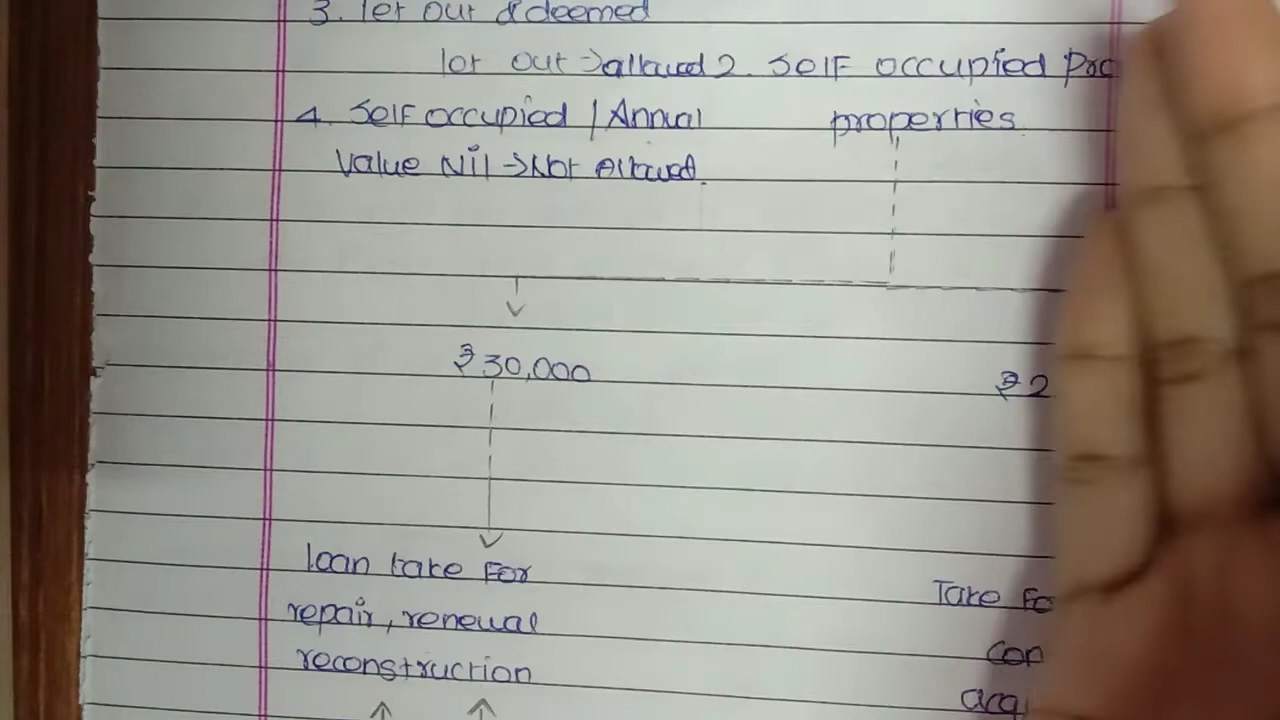 3. let out & deemed
let out → allowed 2. Self occupied
4. Self occupied / Annual properties
value Nil → Not Allowed.
₹30,000
loan take For
repair, renewal
reconstruction
Take